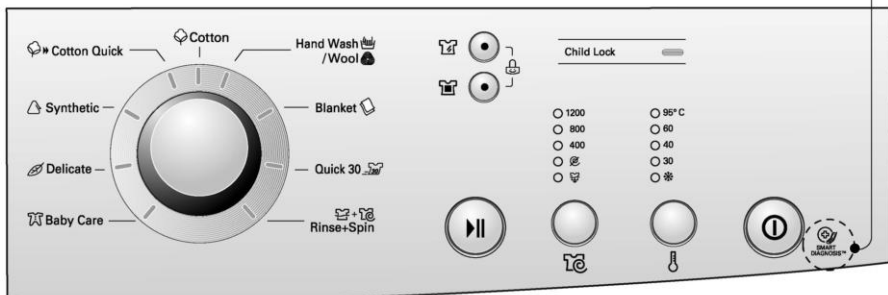 Cotton
Cotton Quick
Synthetic
Delicate
Baby Care
Hand Wash
/Wool
Blanket
Quick 30
+
Rinse+Spin
Child Lock
1200
800
400
95°C
60
40
30
SMART
DIAGNOSIS™